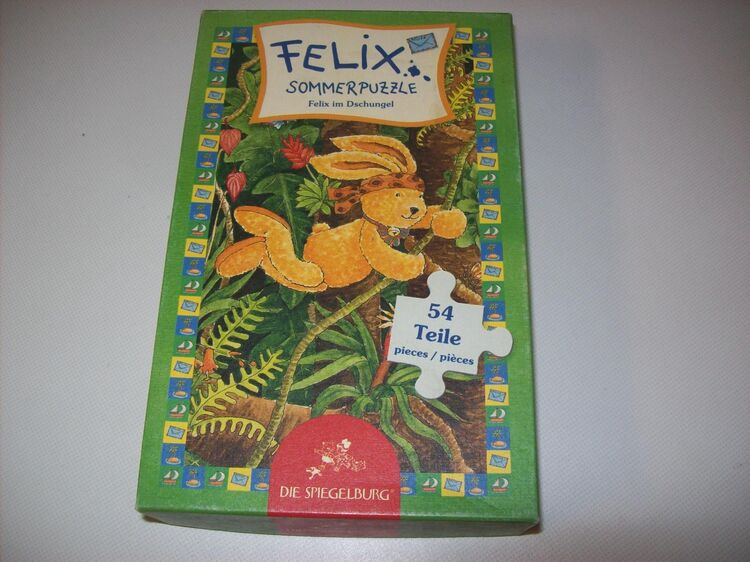 FELIX
SOMMERPUZZLE
Felix im Dschungel
54
Teile
pieces / pièces
DIE SPIEGELBURG